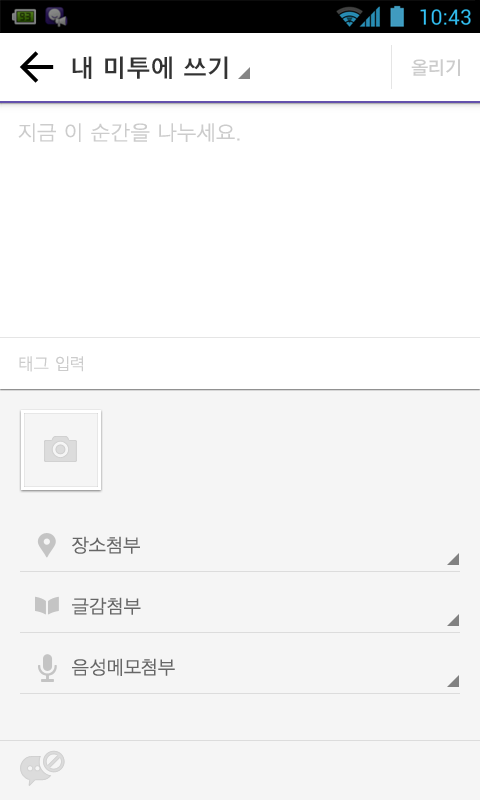 93
10:43
내 미투에 쓰기
올리기
지금 이 순간을 나누세요.
태그 입력
장소첨부
글감첨부
음성메모첨부